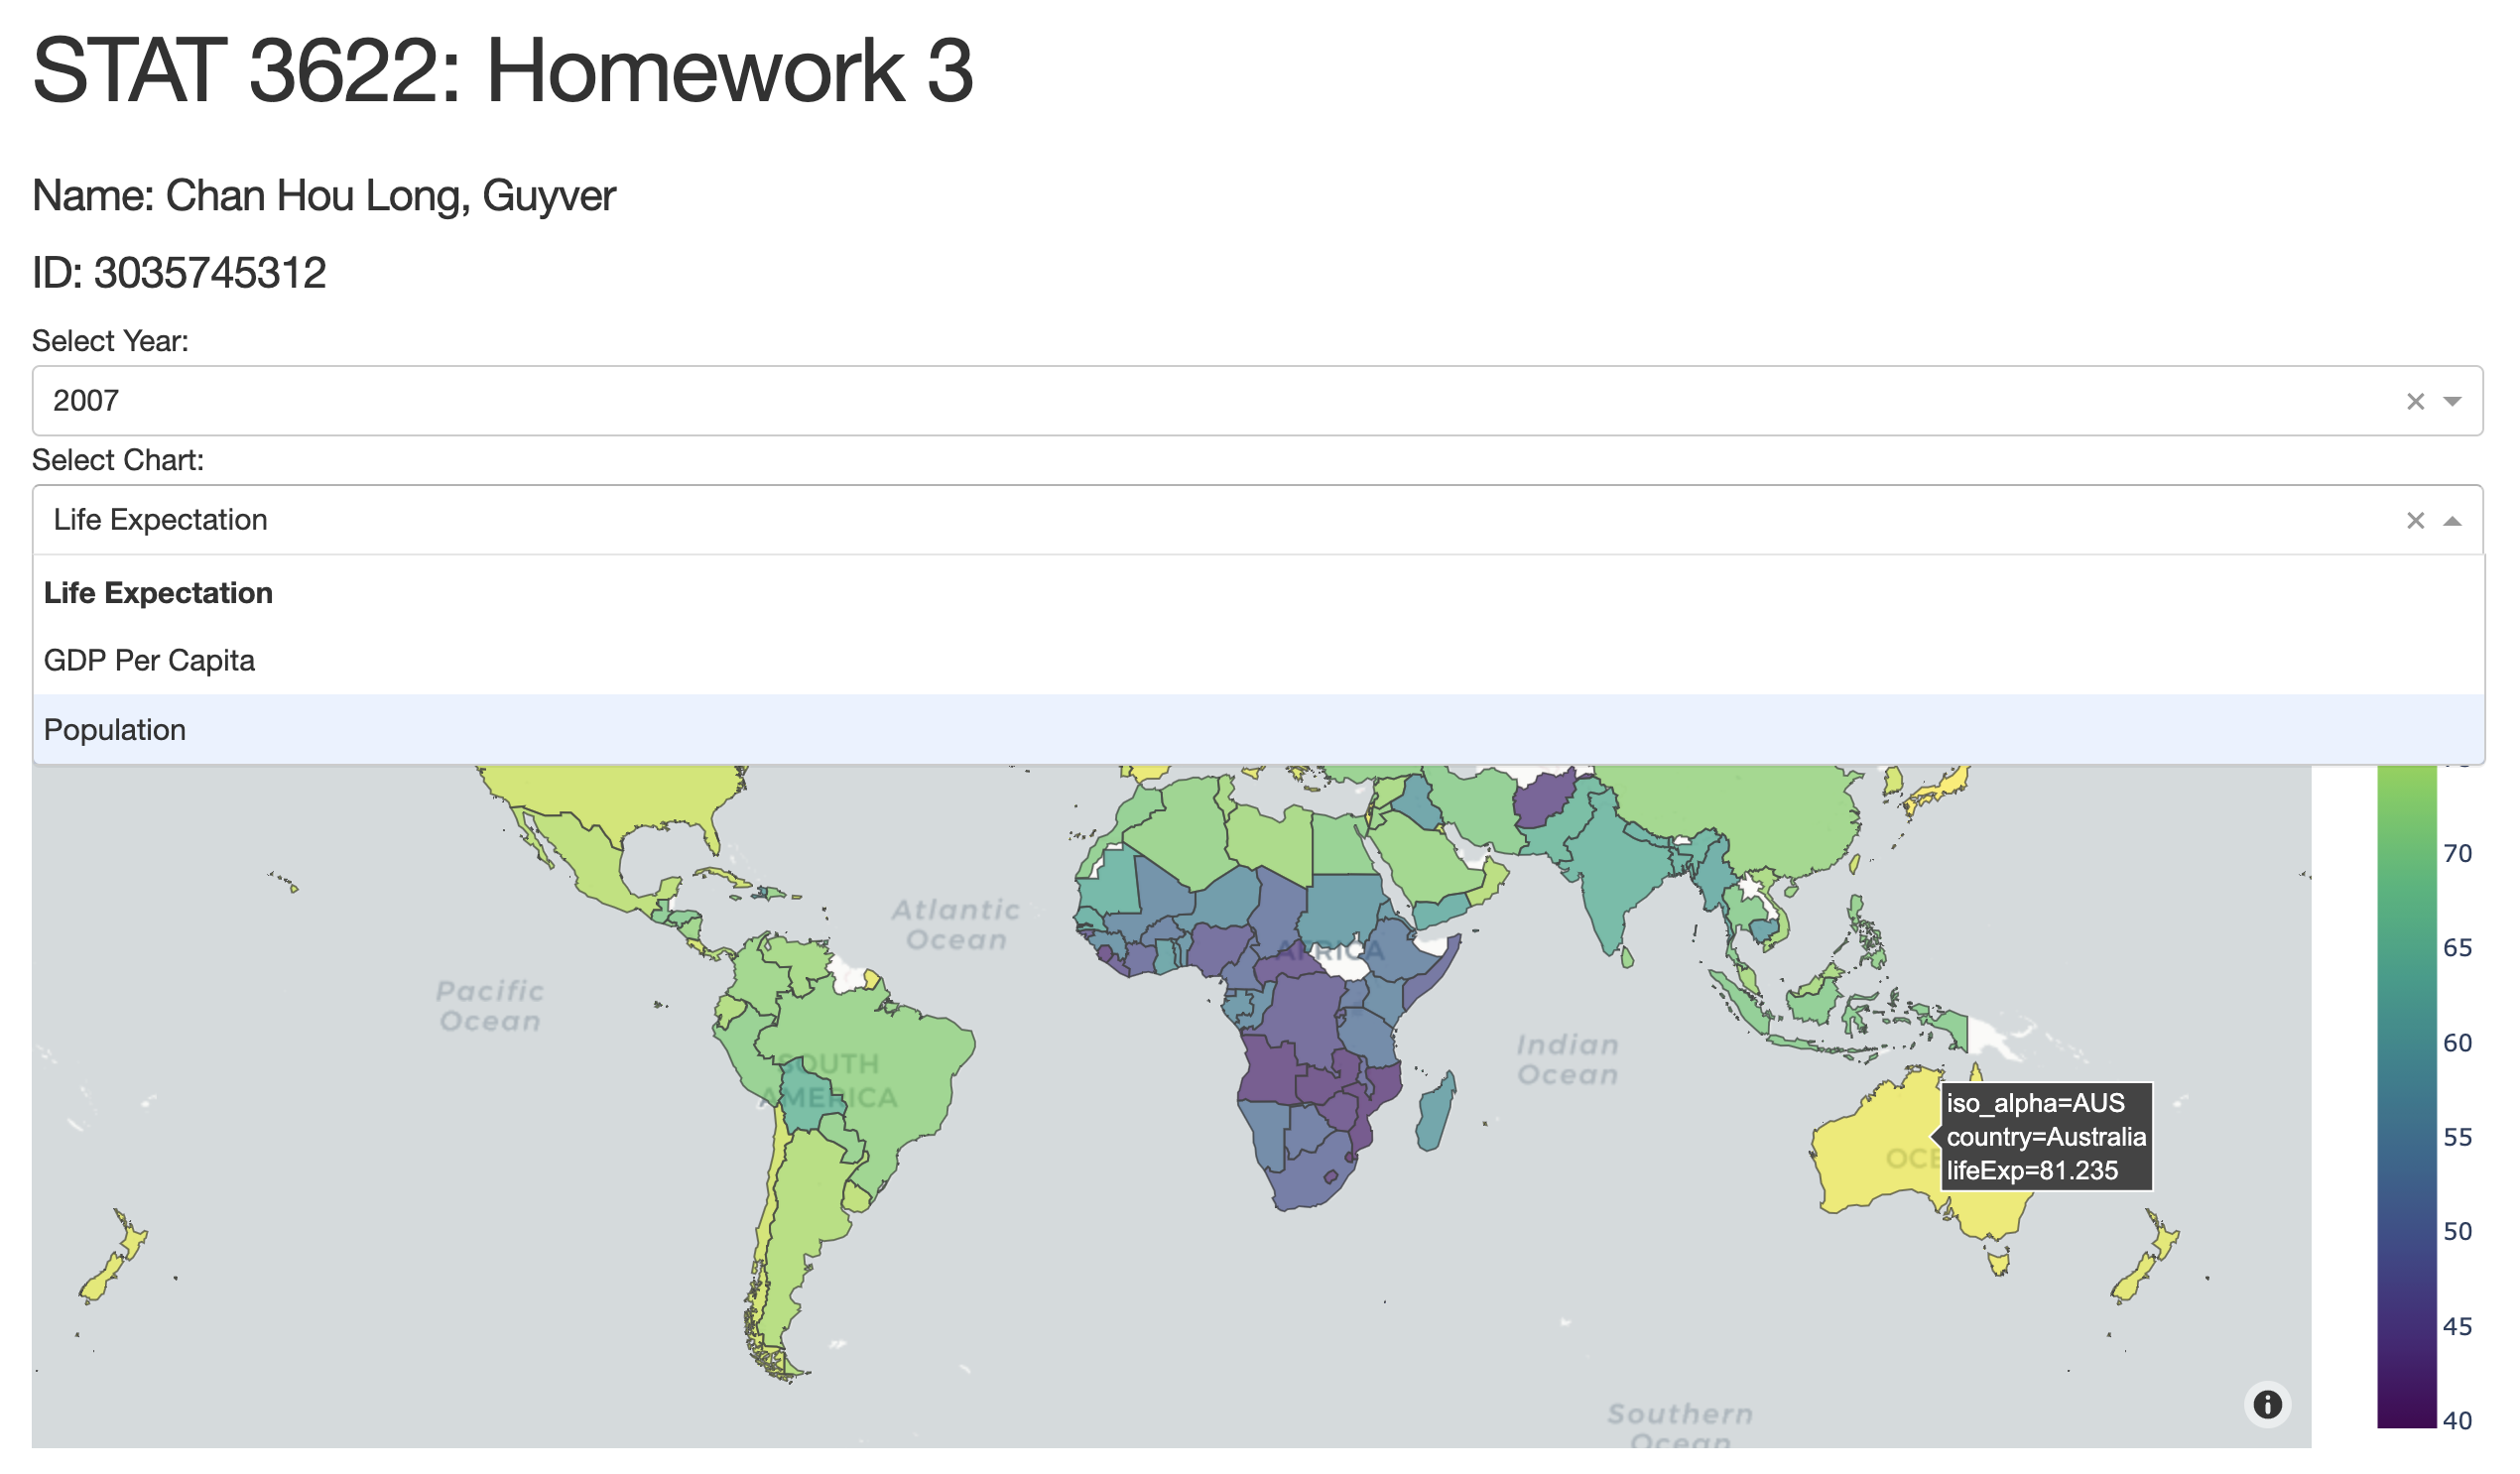 STAT 3622: Homework 3
Name: Chan Hou Long, Guyver
ID: 3035745312
Select Year:
2007
Select Chart:
Life Expectation
Life Expectation
GDP Per Capita
Population
70
65
60
55
50
45
40
Atlantic
Ocean
AFRICA
Pacific
Ocean
SOUTH
AMERICA
Indian
Ocean
iso_alpha=AUS
country=Australia
lifeExp=81.235
Southern
Ocean